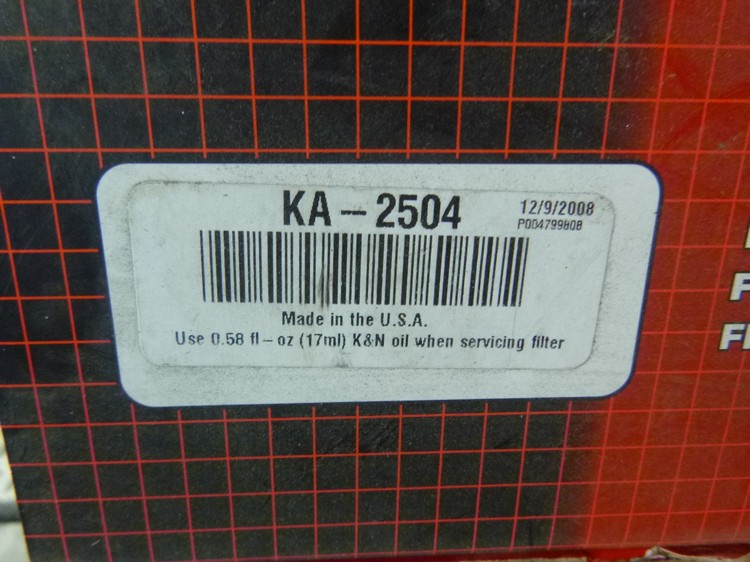 KA-2504
12/9/2008
P004799808
Made in the U.S.A.
Use 0.58 fl-oz (17ml) K&N oil when servicing filter